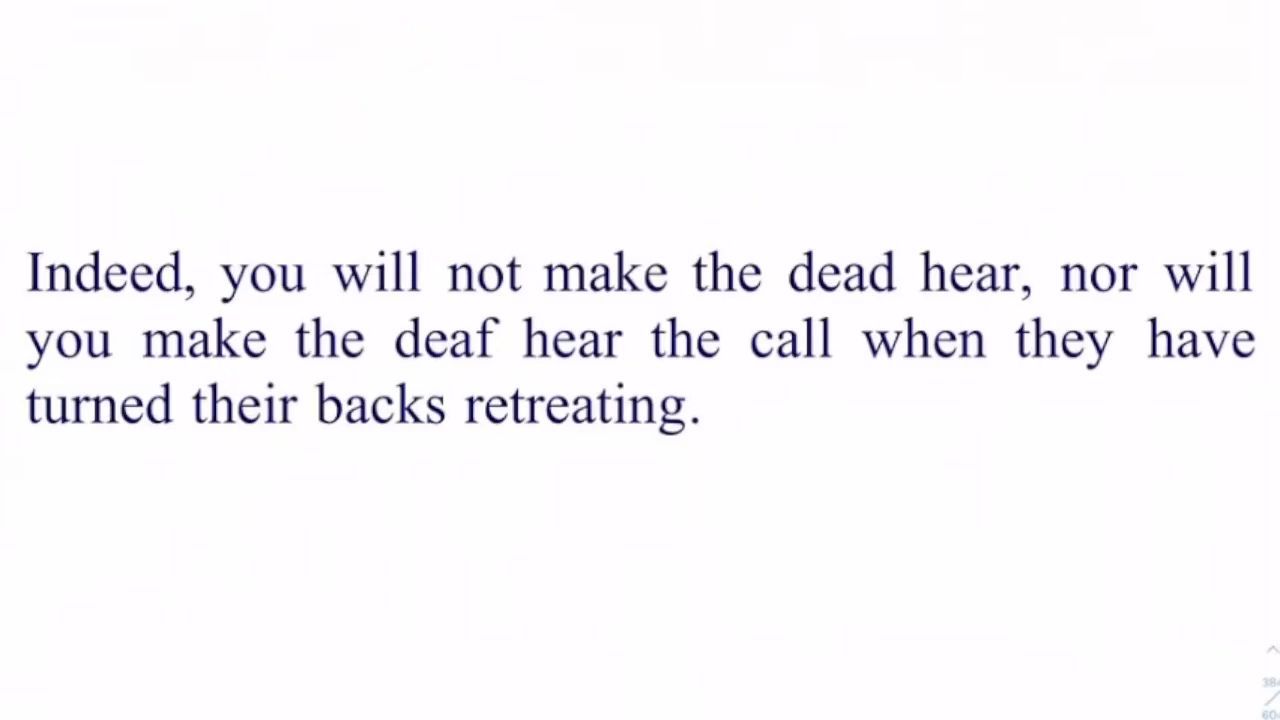 Indeed, you will not make the dead hear, nor will
you make the deaf hear the call when they have
turned their backs retreating.